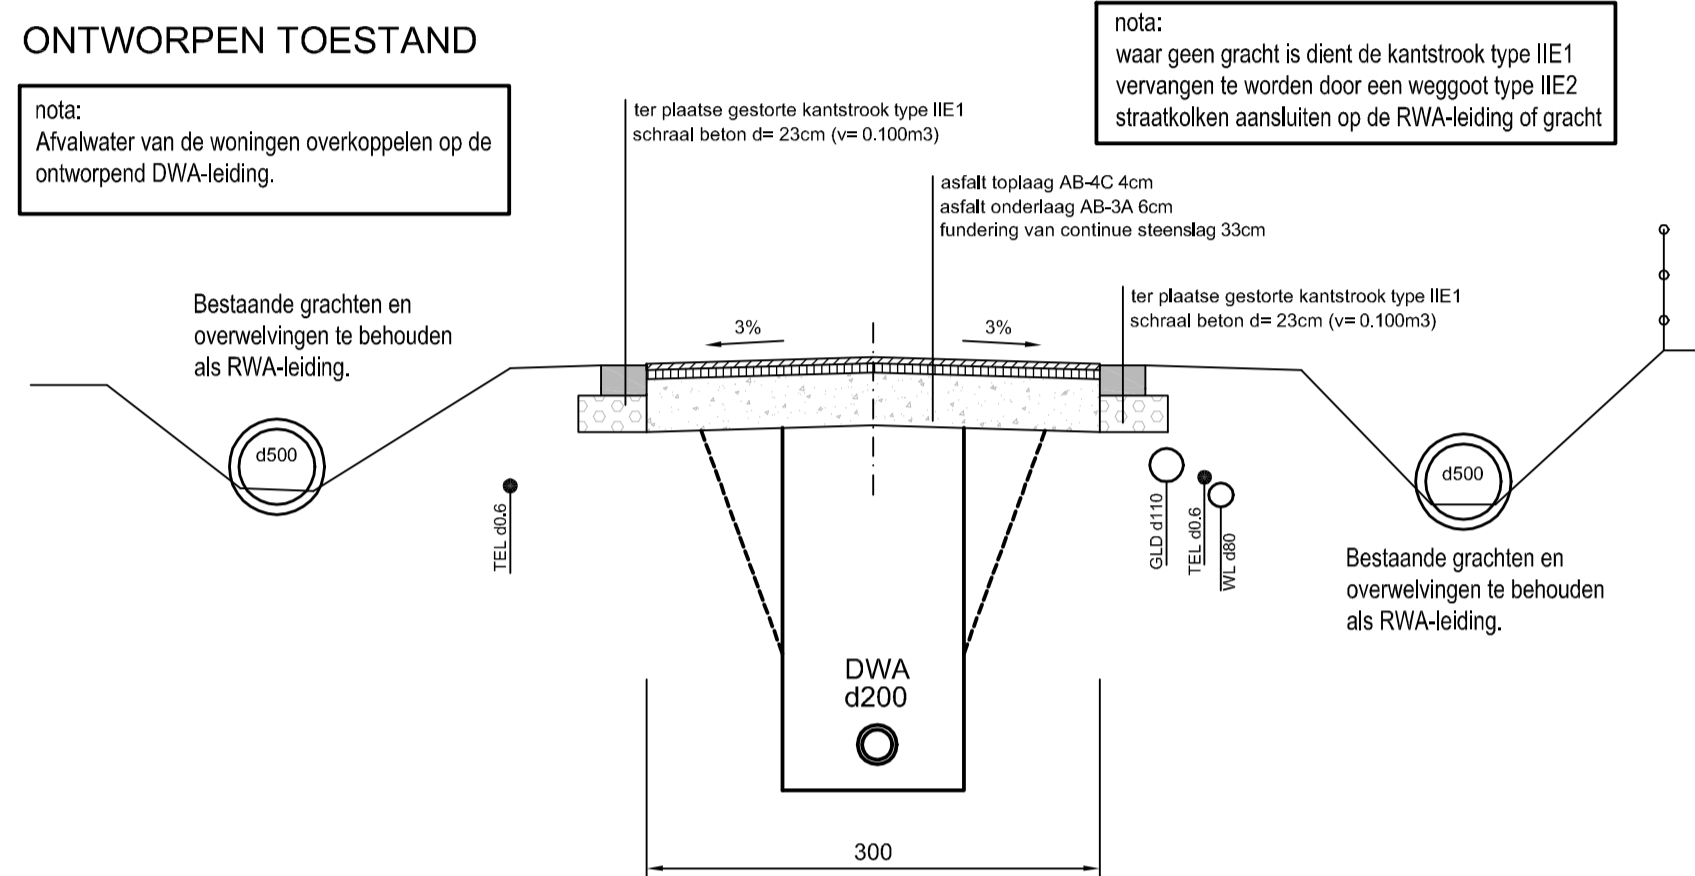 ONTWORPEN TOESTAND
nota:
Afvalwater van de woningen overkoppelen op de
ontworpend DWA-leiding.
nota:
waar geen gracht is dient de kantstrook type IIE1
vervangen te worden door een weggoot type IIE2
straatkolken aansluiten op de RWA-leiding of gracht
ter plaatse gestorte kantstrook type IIE1
schraal beton d= 23cm (v= 0.100m3)
asfalt toplaag AB-4C 4cm
asfalt onderlaag AB-3A 6cm
fundering van continue steenslag 33cm
Bestaande grachten en
overwelvingen te behouden
als RWA-leiding.
ter plaatse gestorte kantstrook type IIE1
schraal beton d= 23cm (v= 0.100m3)
3%
3%
d500
d500
TEL d0.6
GLD d110
TEL d0.6
WL d80
Bestaande grachten en
overwelvingen te behouden
als RWA-leiding.
DWA
d200
300